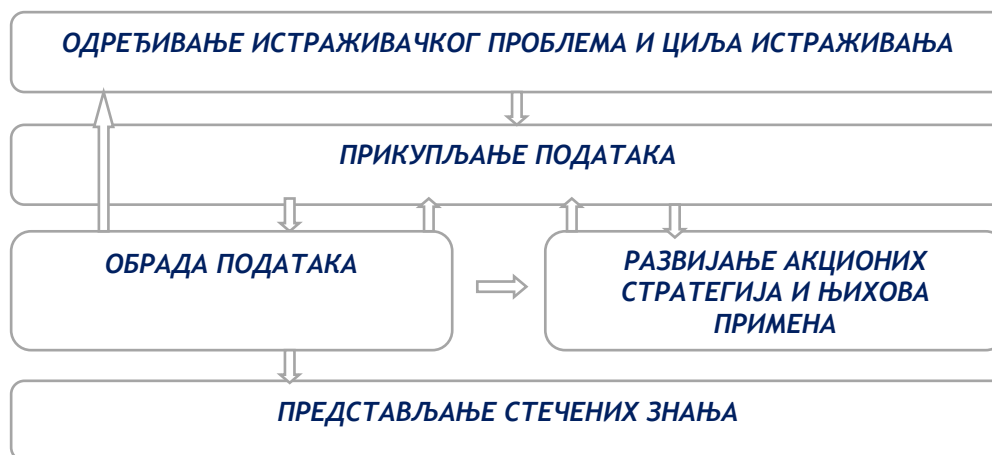 ОДРЕЂИВАЊЕ ИСТРАЖИВАЧКОГ ПРОБЛЕМА И ЦИЉА ИСТРАЖИВАЊА
ПРИКУПЉАЊЕ ПОДАТАКА
ОБРАДА ПОДАТАКА
РАЗВИЈАЊЕ АКЦИОНИХ
СТРАТЕГИЈА И ЊИХОВА
ПРИМЕНА
ПРЕДСТАВЉАЊЕ СТЕЧЕНИХ ЗНАЊА